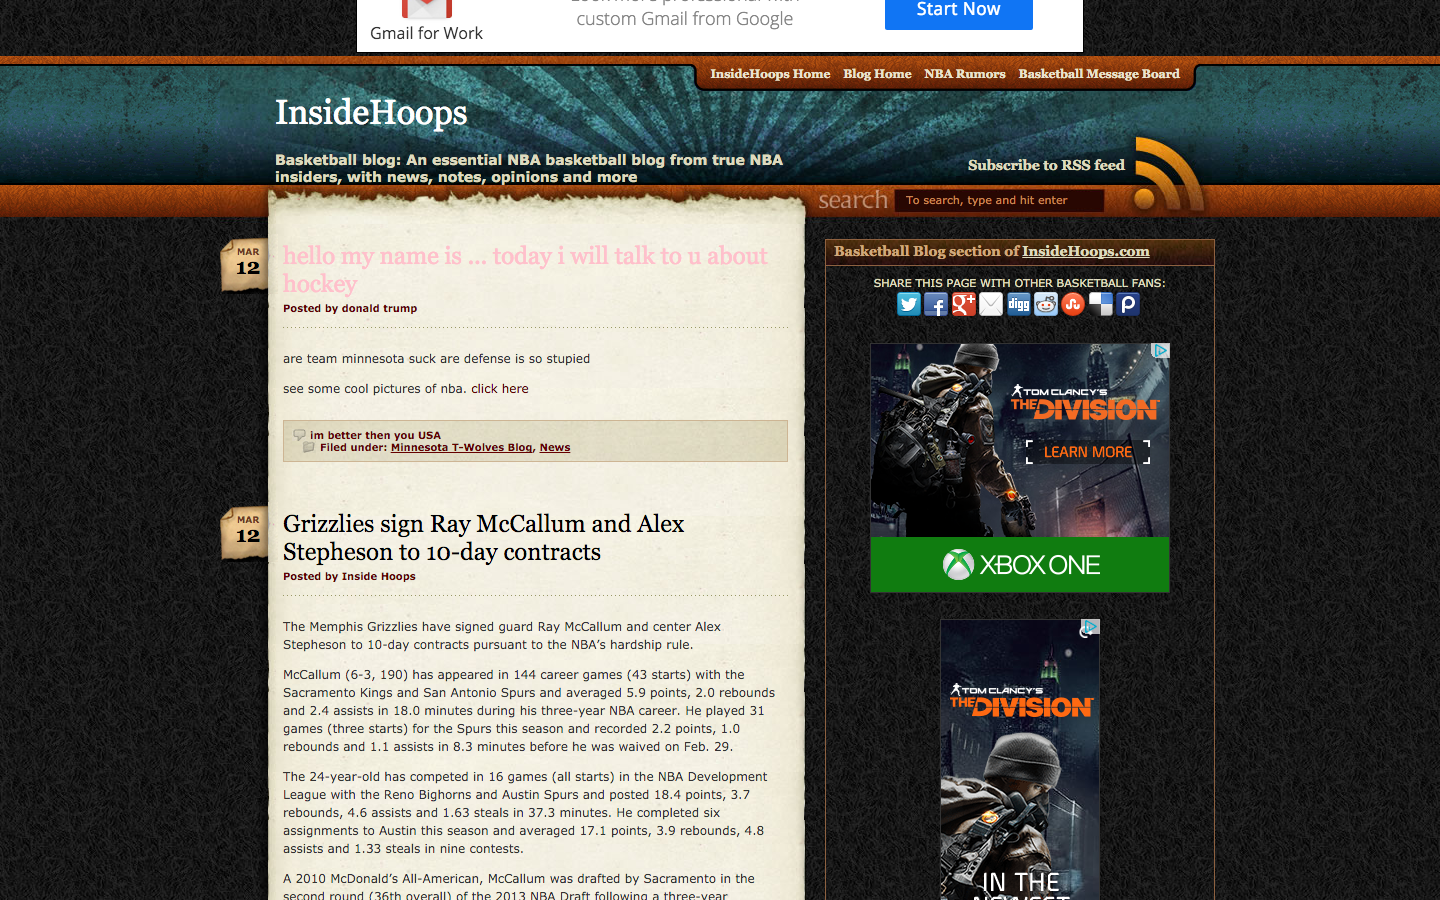 Gmail for Work
custom Gmail from Google
Start Now
InsideHoops Home Blog Home NBA Rumors Basketball Message Board
InsideHoops
Basketball blog: An essential NBA basketball blog from true NBA
insiders, with news, notes, opinions and more
Subscribe to RSS feed
search To search, type and hit enter
MAR
12
hello my name is ... today i will talk to u about
hockey
Posted by donald trump
are team minnesota suck are defense is so stupied
see some cool pictures of nba. click here
im better then you USA
Filed under: Minnesota T-Wolves Blog, News
MAR
12
Grizzlies sign Ray McCallum and Alex
Stepheson to 10-day contracts
Posted by Inside Hoops
The Memphis Grizzlies have signed guard Ray McCallum and center Alex
Stepheson to 10-day contracts pursuant to the NBA's hardship rule.
McCallum (6-3, 190) has appeared in 144 career games (43 starts) with the
Sacramento Kings and San Antonio Spurs and averaged 5.9 points, 2.0 rebounds
and 2.4 assists in 18.0 minutes during his three-year NBA career. He played 31
games (three starts) for the Spurs this season and recorded 2.2 points, 1.0
rebounds and 1.1 assists in 8.3 minutes before he was waived on Feb. 29.
The 24-year-old has competed in 16 games (all starts) in the NBA Development
League with the Reno Bighorns and Austin Spurs and posted 18.4 points, 3.7
rebounds, 4.6 assists and 1.63 steals in 37.3 minutes. He completed six
assignments to Austin this season and averaged 17.1 points, 3.9 rebounds, 4.8
assists and 1.33 steals in nine contests.
A 2010 McDonald's All-American, McCallum was drafted by Sacramento in the
second round (36th overall) of the 2013 NBA Draft following a three-year
Basketball Blog section of InsideHoops.com
SHARE THIS PAGE WITH OTHER BASKETBALL FANS:
digg
TOM CLANCY'S
THE DIVISION
LEARN MORE
XBOX ONE
TOM CLANCY'S
THE DIVISION
IN THE
NEWEST